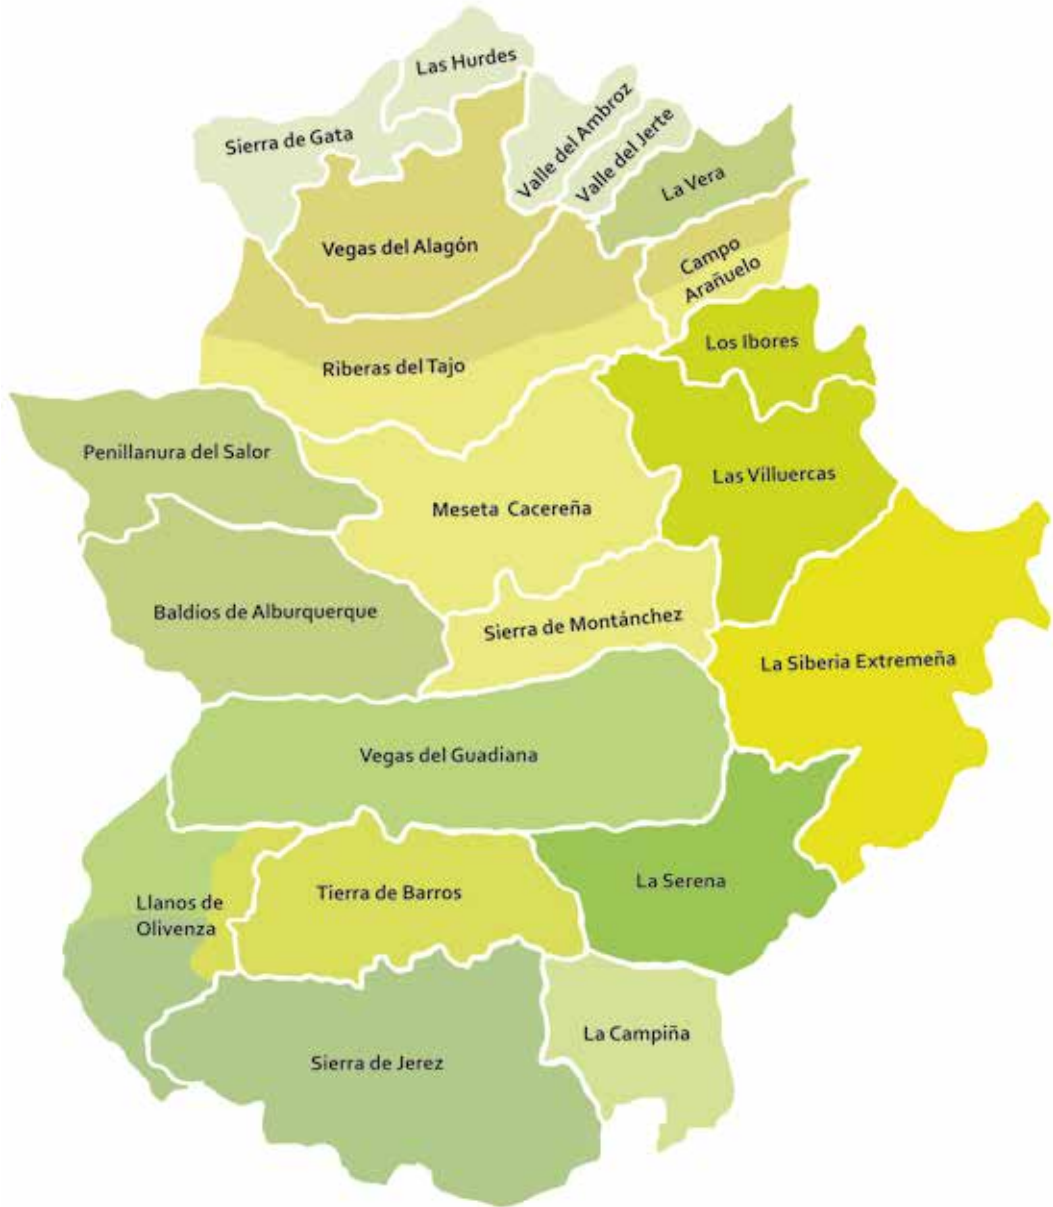 Las Hurdes
Sierra de Gata
Valle del Ambroz
Valle del Jerte
La Vera
Vegas del Alagón
Campo
Arañuelo
Los Ibores
Riberas del Tajo
Penillanura del Salor
Las Villuercas
Meseta Cacereña
Baldíos de Alburquerque
Sierra de Montánchez
La Siberia Extremeña
Vegas del Guadiana
La Serena
Tierra de Barros
Llanos de
Olivenza
La Campiña
Sierra de Jerez